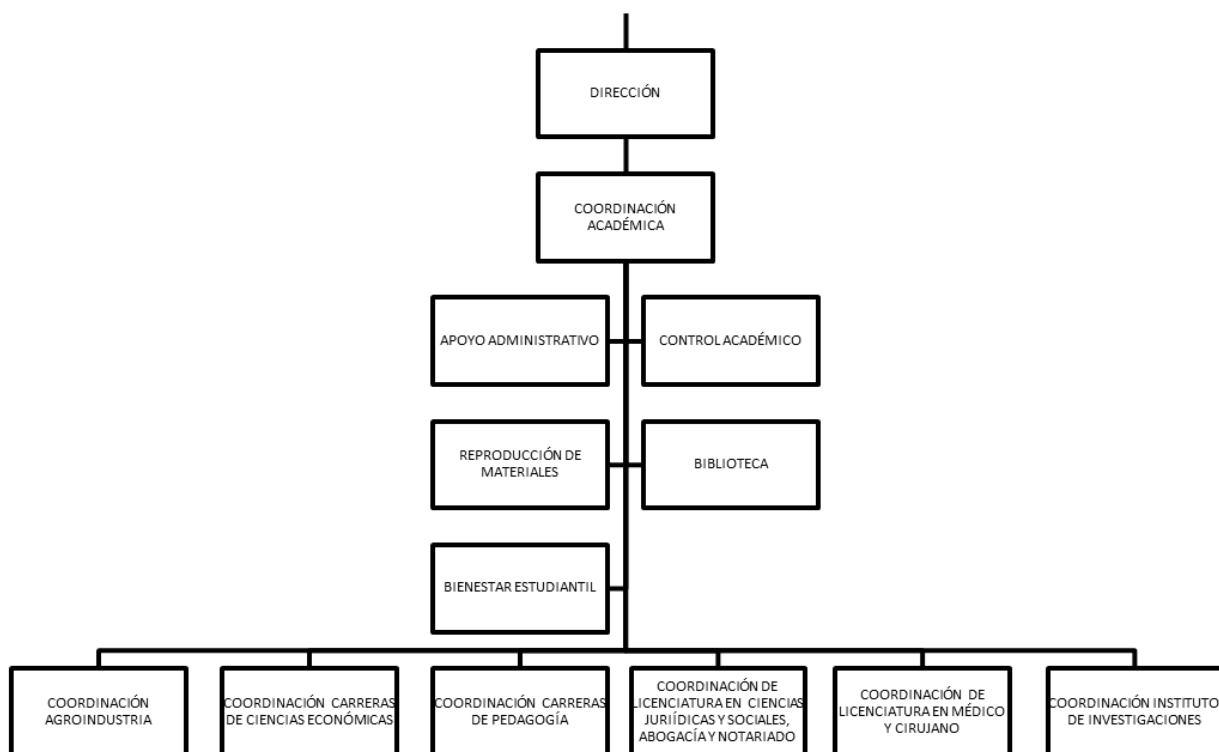 DIRECCIÓN
COORDINACIÓN
ACADÉMICA
APOYO ADMINISTRATIVO
CONTROL ACADÉMICO
REPRODUCCIÓN DE
MATERIALES
BIBLIOTECA
BIENESTAR ESTUDIANTIL
COORDINACIÓN
AGROINDUSTRIA
COORDINACIÓN CARRERAS
DE CIENCIAS ECONÓMICAS
COORDINACIÓN CARRERAS
DE PEDAGOGÍA
COORDINACIÓN DE
LICENCIATURA EN CIENCIAS
JURIÍDICAS Y SOCIALES,
ABOGACÍA Y NOTARIADO
COORDINACIÓN DE
LICENCIATURA EN MÉDICO
Y CIRUJANO
COORDINACIÓN INSTITUTO
DE INVESTIGACIONES